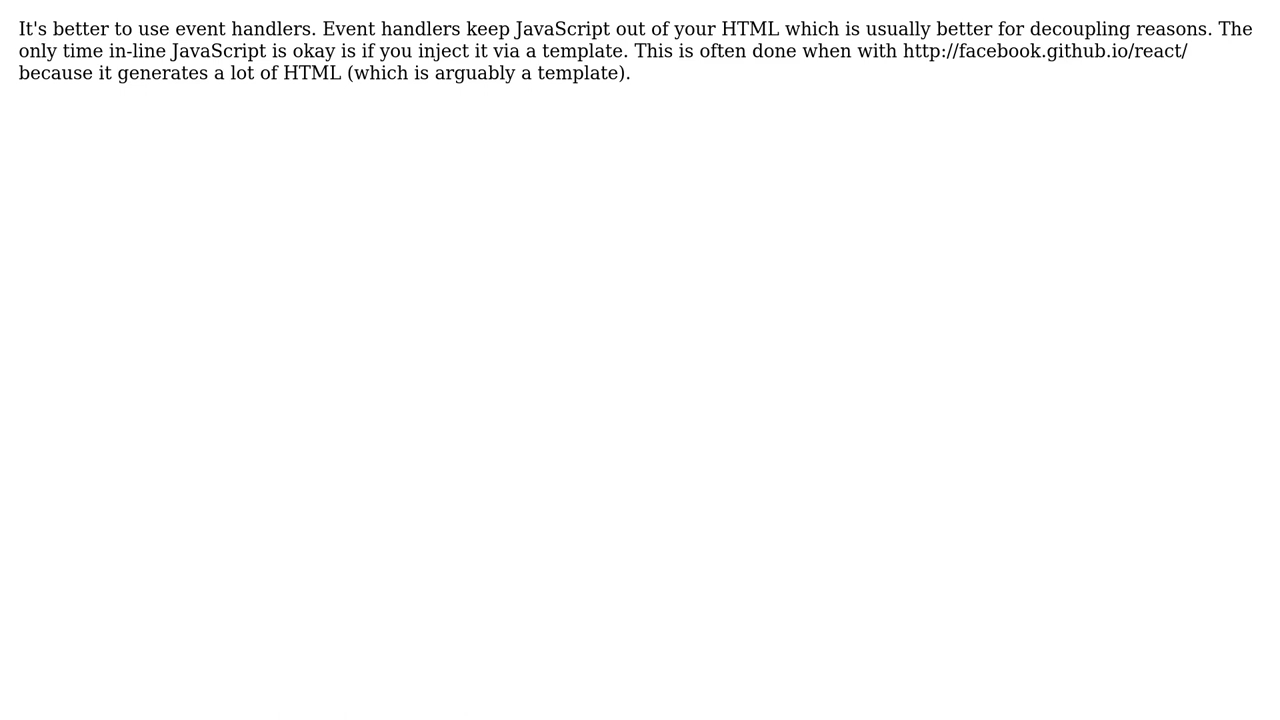 It's better to use event handlers. Event handlers keep JavaScript out of your HTML which is usually better for decoupling reasons. The
only time in-line JavaScript is okay is if you inject it via a template. This is often done when with http://facebook.github.io/react/
because it generates a lot of HTML (which is arguably a template).